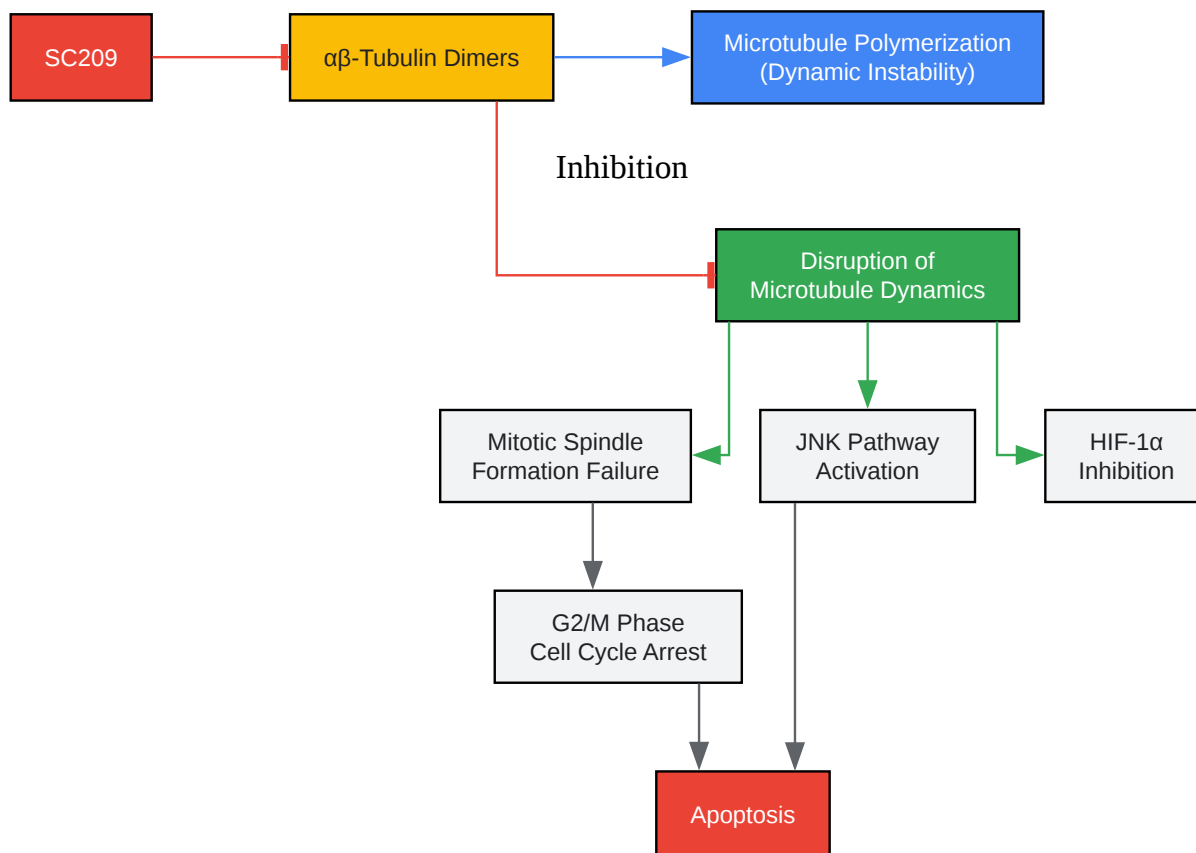 SC209
αβ-Tubulin Dimers
Microtubule Polymerization
(Dynamic Instability)
Inhibition
Disruption of
Microtubule Dynamics
Mitotic Spindle
Formation Failure
JNK Pathway
Activation
HIF-1α
Inhibition
G2/M Phase
Cell Cycle Arrest
Apoptosis